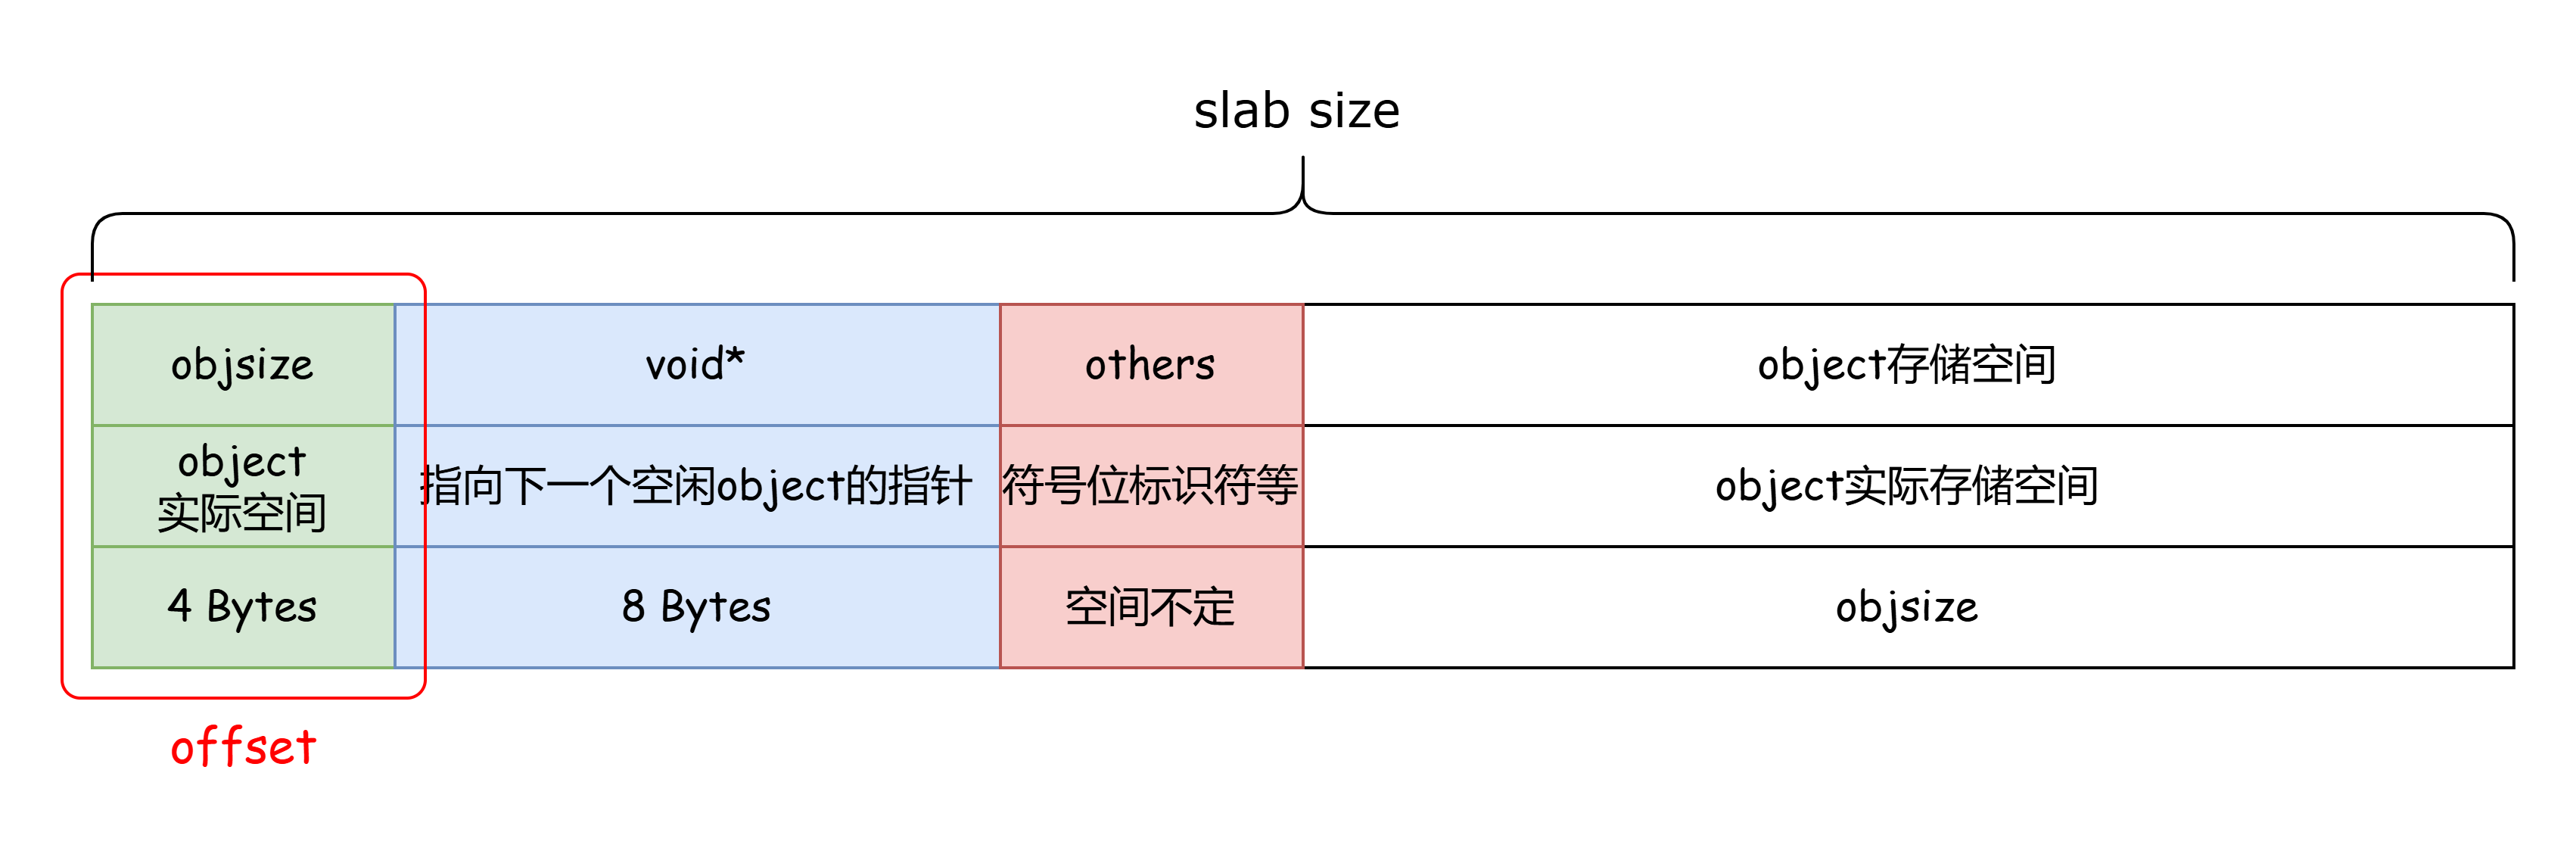 slab size
objsize
void*
others
object存储空间
object
实际空间
指向下一个空闲object的指针
符号位标识符等
object实际存储空间
4 Bytes
8 Bytes
空间不定
objsize
offset